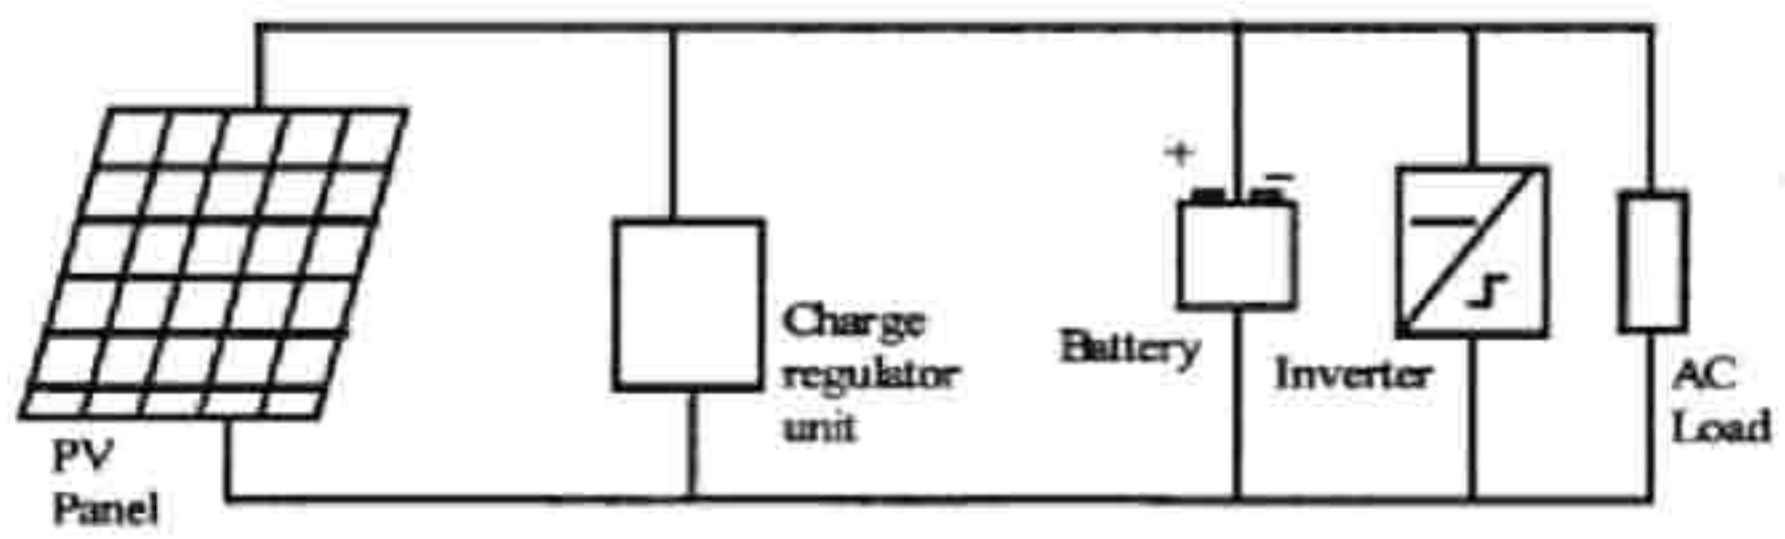 +
−
Charge
regulator
unit
Battery
Inverter
AC
Load
PV
Panel